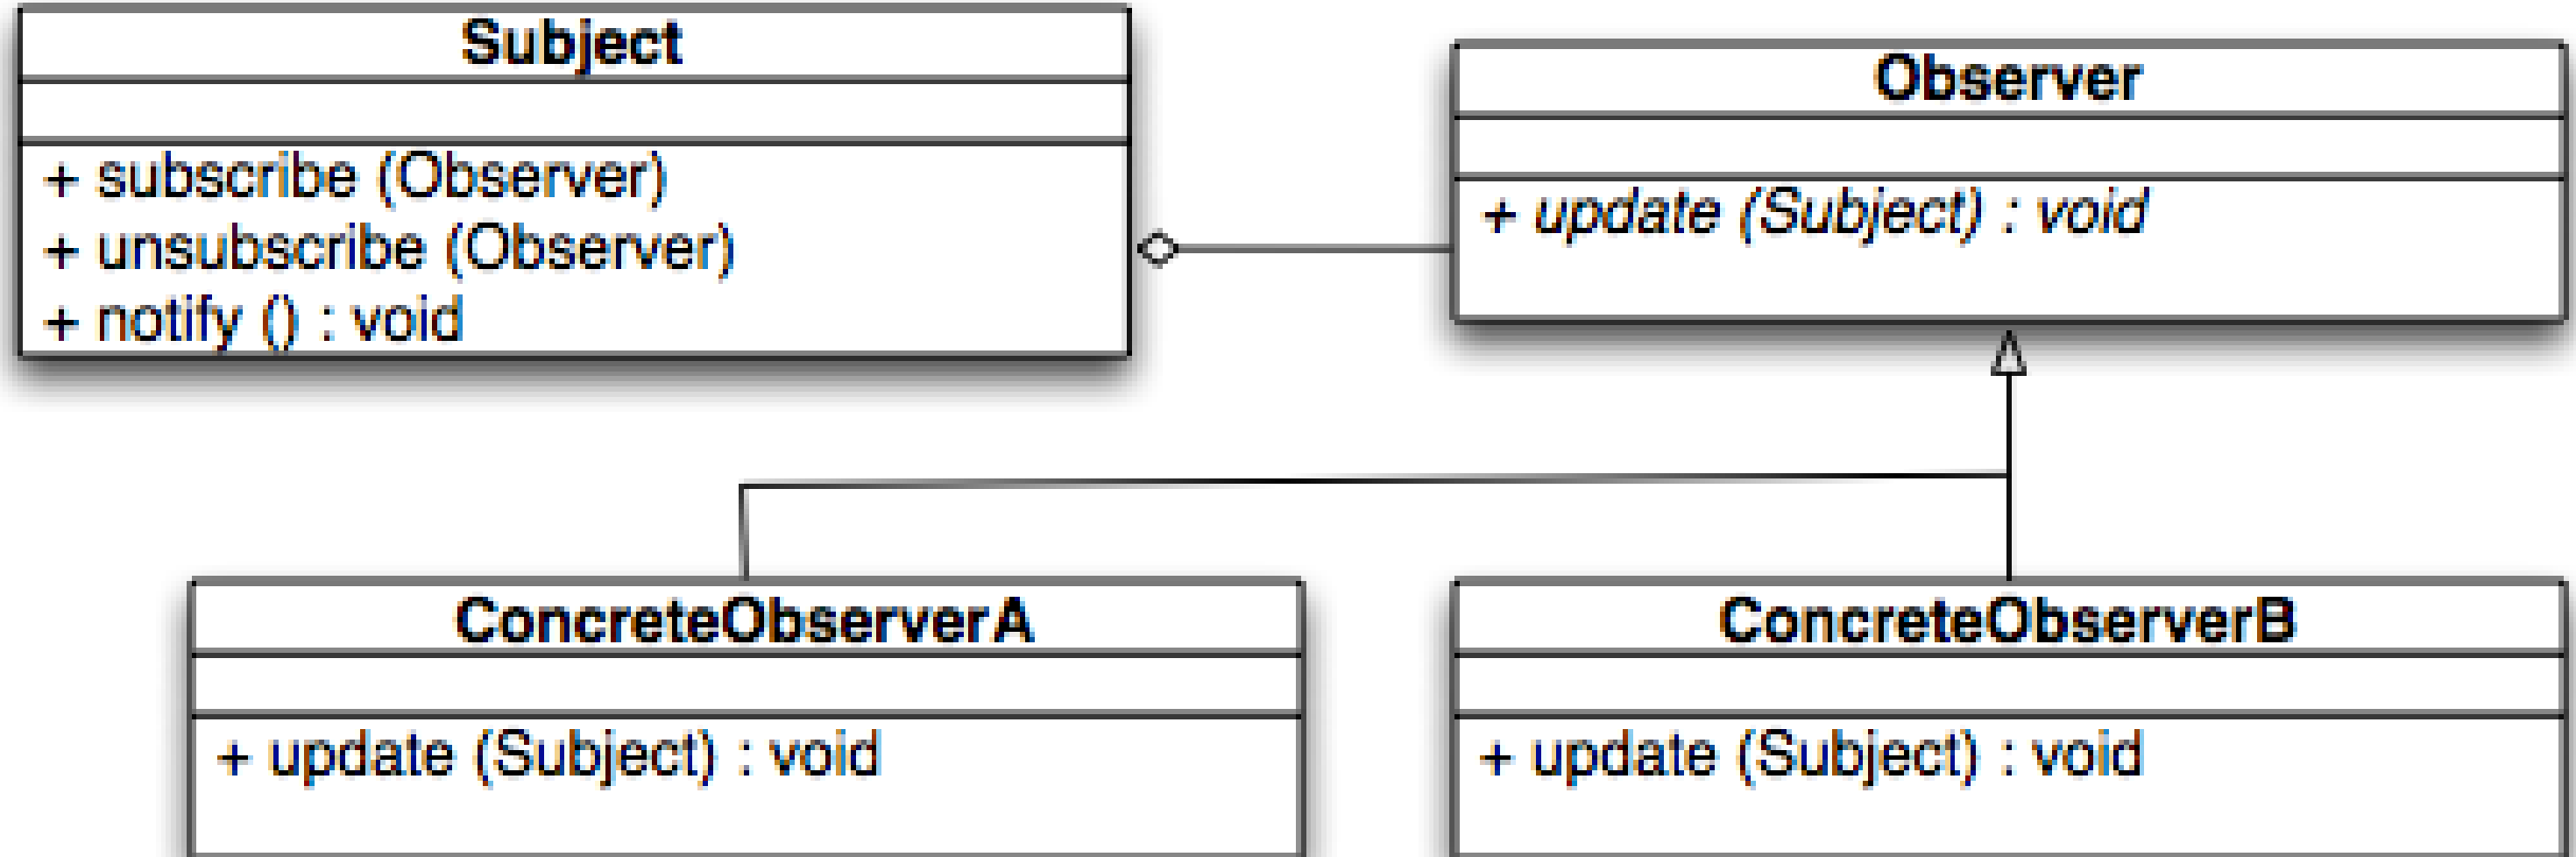 Subject
+ subscribe (Observer)
+ unsubscribe (Observer)
+ notify () : void
Observer
+ update (Subject) : void
ConcreteObserverA
+ update (Subject) : void
ConcreteObserverB
+ update (Subject) : void